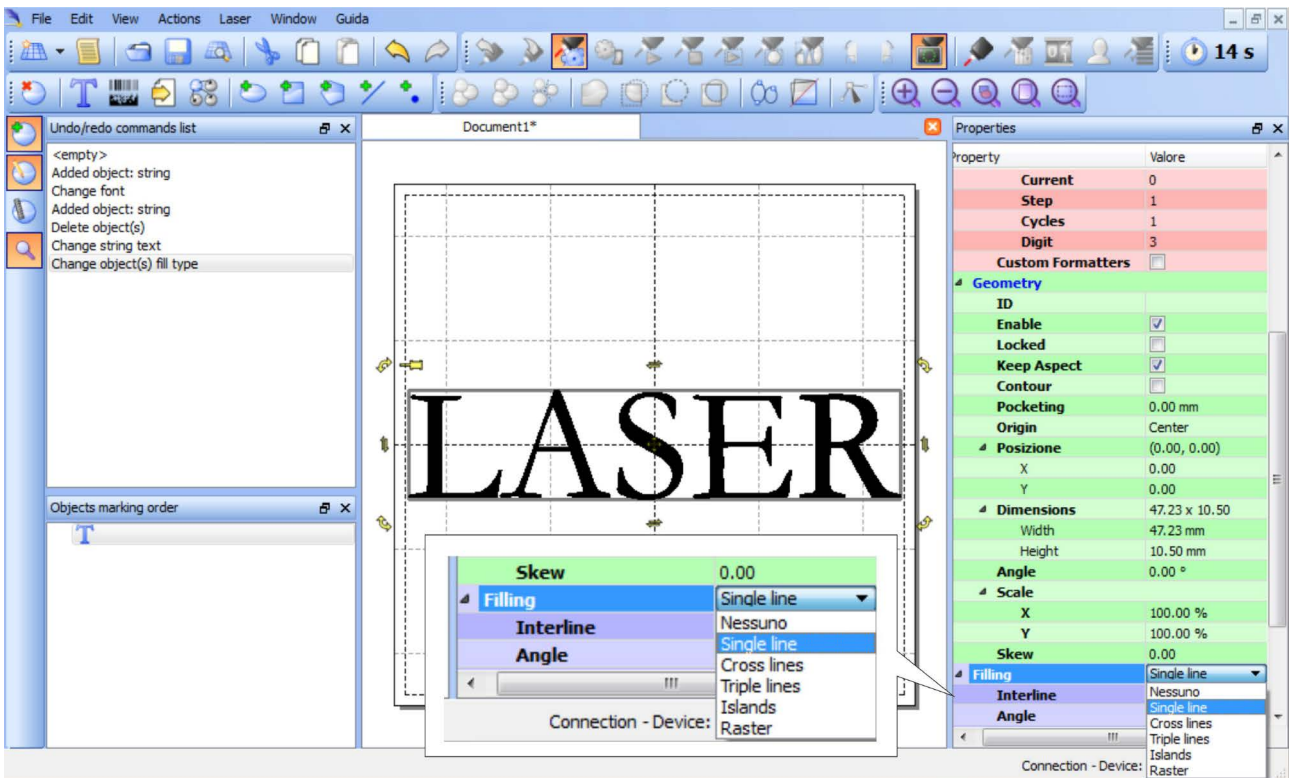 File Edit View Actions Laser Window Guida
14 s
Undo/redo commands list
<empty>
Added object: string
Change font
Added object: string
Delete object(s)
Change string text
Change object(s) fill type
Objects marking order
T
Document1*
LASER
Skew 0.00
Filling Single line
Interline Nessuno
Single line
Angle Cross lines
Triple lines
Islands
Connection - Device: Raster
Properties
Property Valore
Current 0
Step 1
Cycles 1
Digit 3
Custom Formatters
Geometry
ID
Enable
Locked
Keep Aspect
Contour
Pocketing 0.00 mm
Origin Center
Posizione (0.00, 0.00)
X 0.00
Y 0.00
Dimensions 47.23 x 10.50
Width 47.23 mm
Height 10.50 mm
Angle 0.00 °
Scale
X 100.00 %
Y 100.00 %
Skew 0.00
Filling Single line
Interline Nessuno
Single line
Angle Cross lines
Triple lines
Islands
Connection - Device: Raster